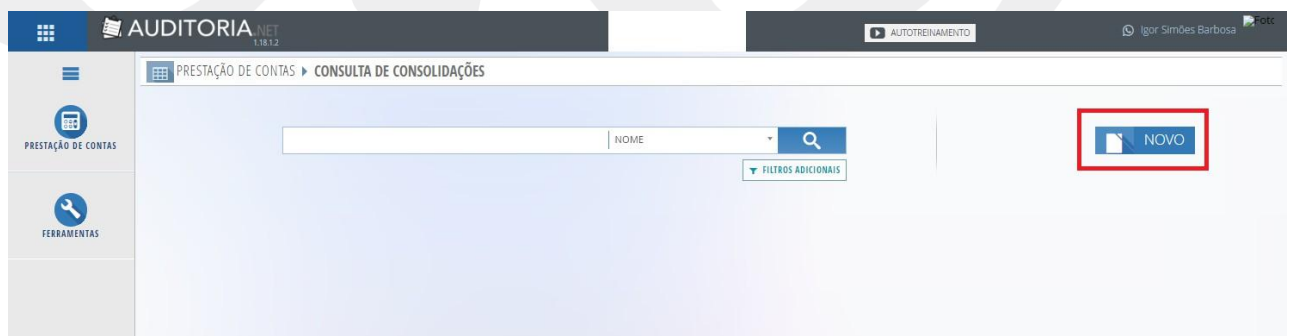 AUDITORIA.NET
1.18.1.2
AUTOTREINAMENTO
Igor Simões Barbosa
Foto
PRESTAÇÃO DE CONTAS
CONSULTA DE CONSOLIDAÇÕES
PRESTAÇÃO DE CONTAS
NOME
NOVO
FILTROS ADICIONAIS
FERRAMENTAS